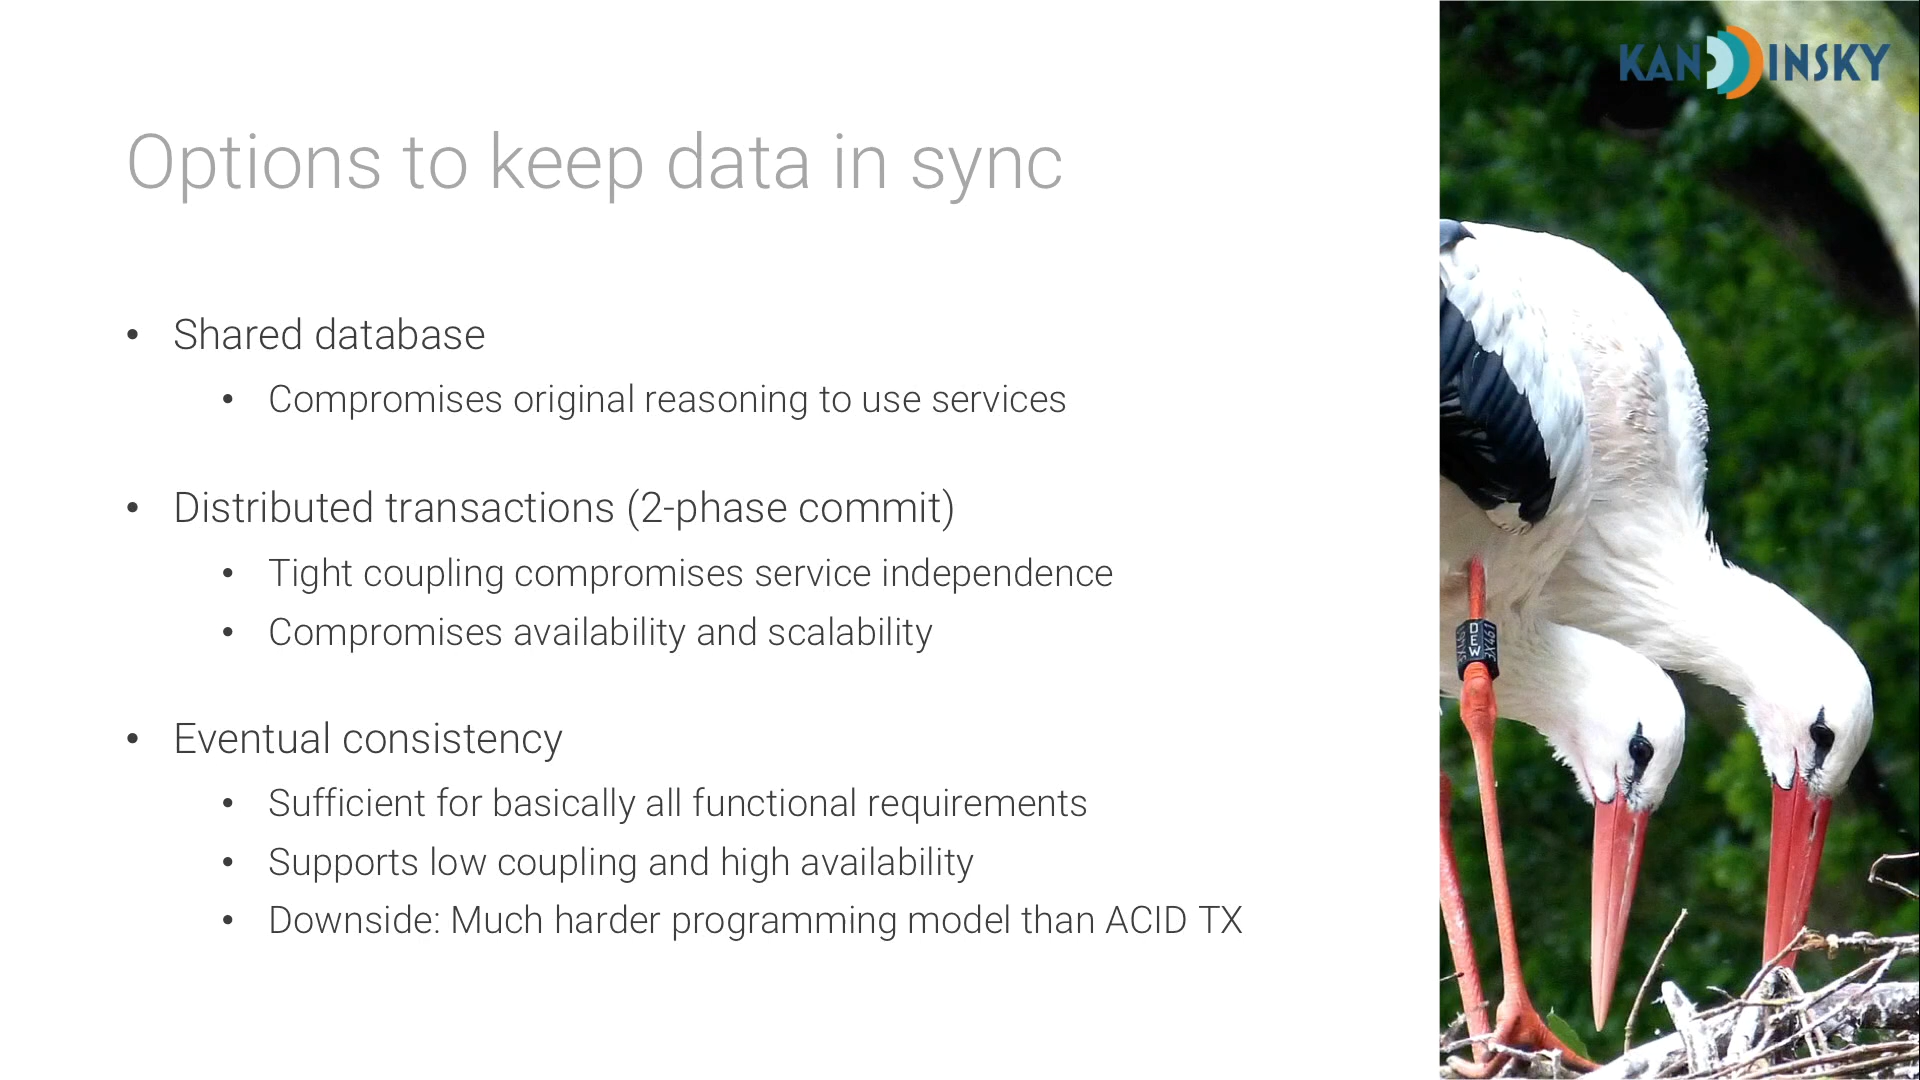 KANDINSKY
Options to keep data in sync
• Shared database
• Compromises original reasoning to use services
• Distributed transactions (2-phase commit)
• Tight coupling compromises service independence
• Compromises availability and scalability
• Eventual consistency
• Sufficient for basically all functional requirements
• Supports low coupling and high availability
• Downside: Much harder programming model than ACID TX
DEW
3X461